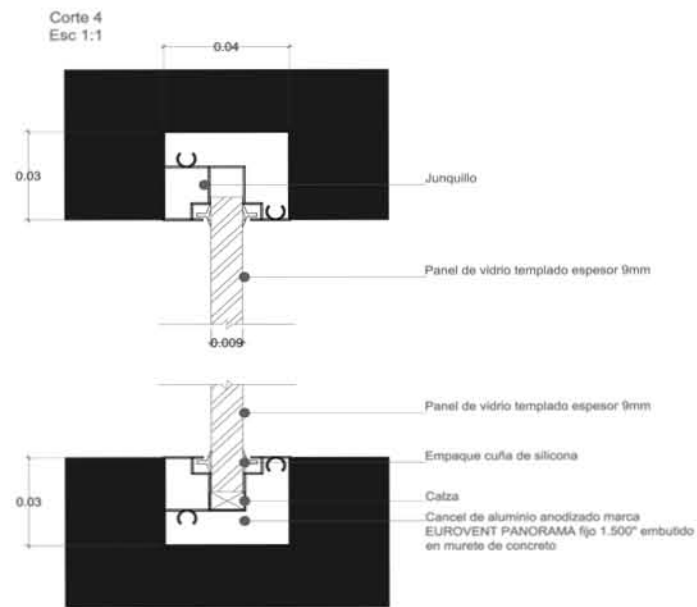 Corte 4
Esc 1:1
0.04
0.03
Junquillo
Panel de vidrio templado espesor 9mm
0.009
Panel de vidrio templado espesor 9mm
Empaque cuña de silicona
0.03
Calza
Cancel de aluminio anodizado marca
EUROVENT PANORAMA fijo 1.500" embutido
en murete de concreto